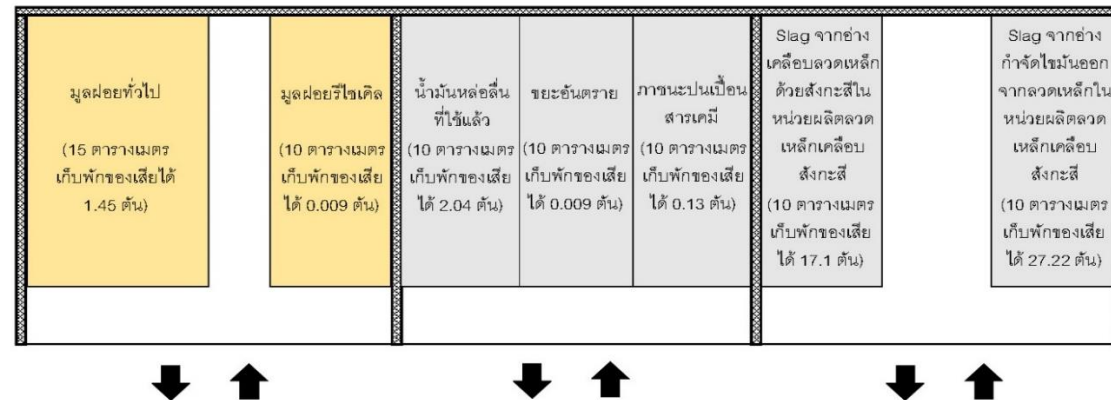 มูลฝอยทั่วไป
(15 ตารางเมตร
เก็บพักของเสียได้
1.45 ตัน)
มูลฝอยรีไซเคิล
(10 ตารางเมตร
เก็บพักของเสีย
ได้ 0.009 ตัน)
น้ำมันหล่อลื่น
ที่ใช้แล้ว
(10 ตารางเมตร
เก็บพักของเสีย
ได้ 2.04 ตัน)
ขยะอันตราย
(10 ตารางเมตร
เก็บพักของเสีย
ได้ 0.009 ตัน)
ภาชนะปนเปื้อน
สารเคมี
(10 ตารางเมตร
เก็บพักของเสีย
ได้ 0.13 ตัน)
Slag จากอ่าง
เคลือบลวดเหล็ก
ด้วยสังกะสีใน
หน่วยผลิตลวด
เหล็กเคลือบ
สังกะสี
(10 ตารางเมตร
เก็บพักของเสีย
ได้ 17.1 ตัน)
Slag จากอ่าง
กำจัดไขมันออก
จากลวดเหล็กใน
หน่วยผลิตลวด
เหล็กเคลือบ
สังกะสี
(10 ตารางเมตร
เก็บพักของเสีย
ได้ 27.22 ตัน)